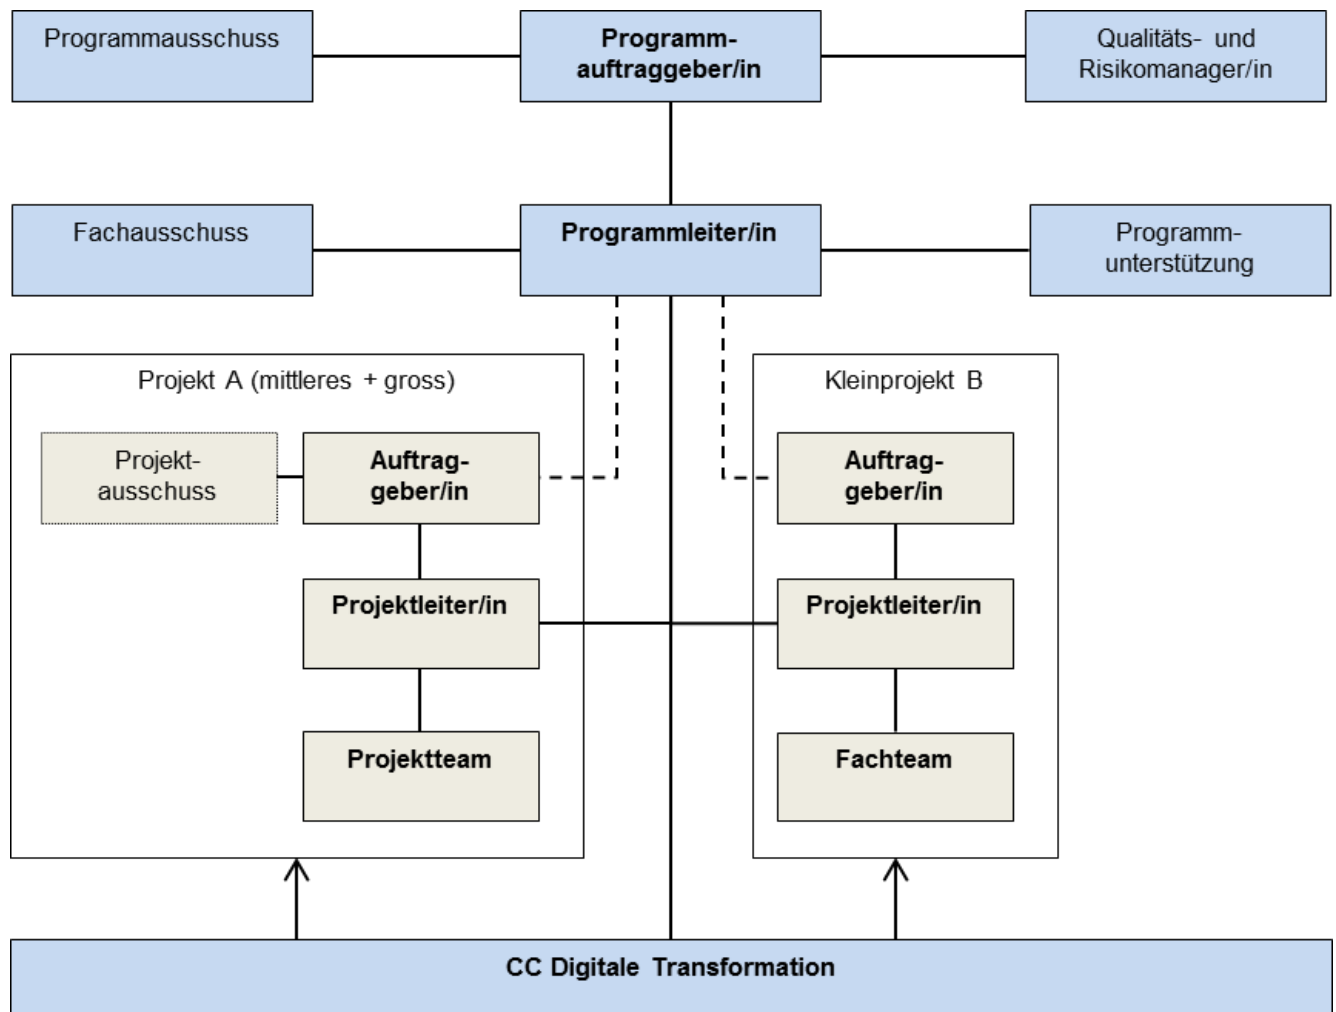 Programmausschuss
Programm-
auftraggeber/in
Qualitäts- und
Risikomanager/in
Fachausschuss
Programmleiter/in
Programm-
unterstützung
Projekt A (mittleres + gross)
Projekt-
ausschuss
Auftrag-
geber/in
Projektleiter/in
Projektteam
Kleinprojekt B
Auftrag-
geber/in
Projektleiter/in
Fachteam
CC Digitale Transformation